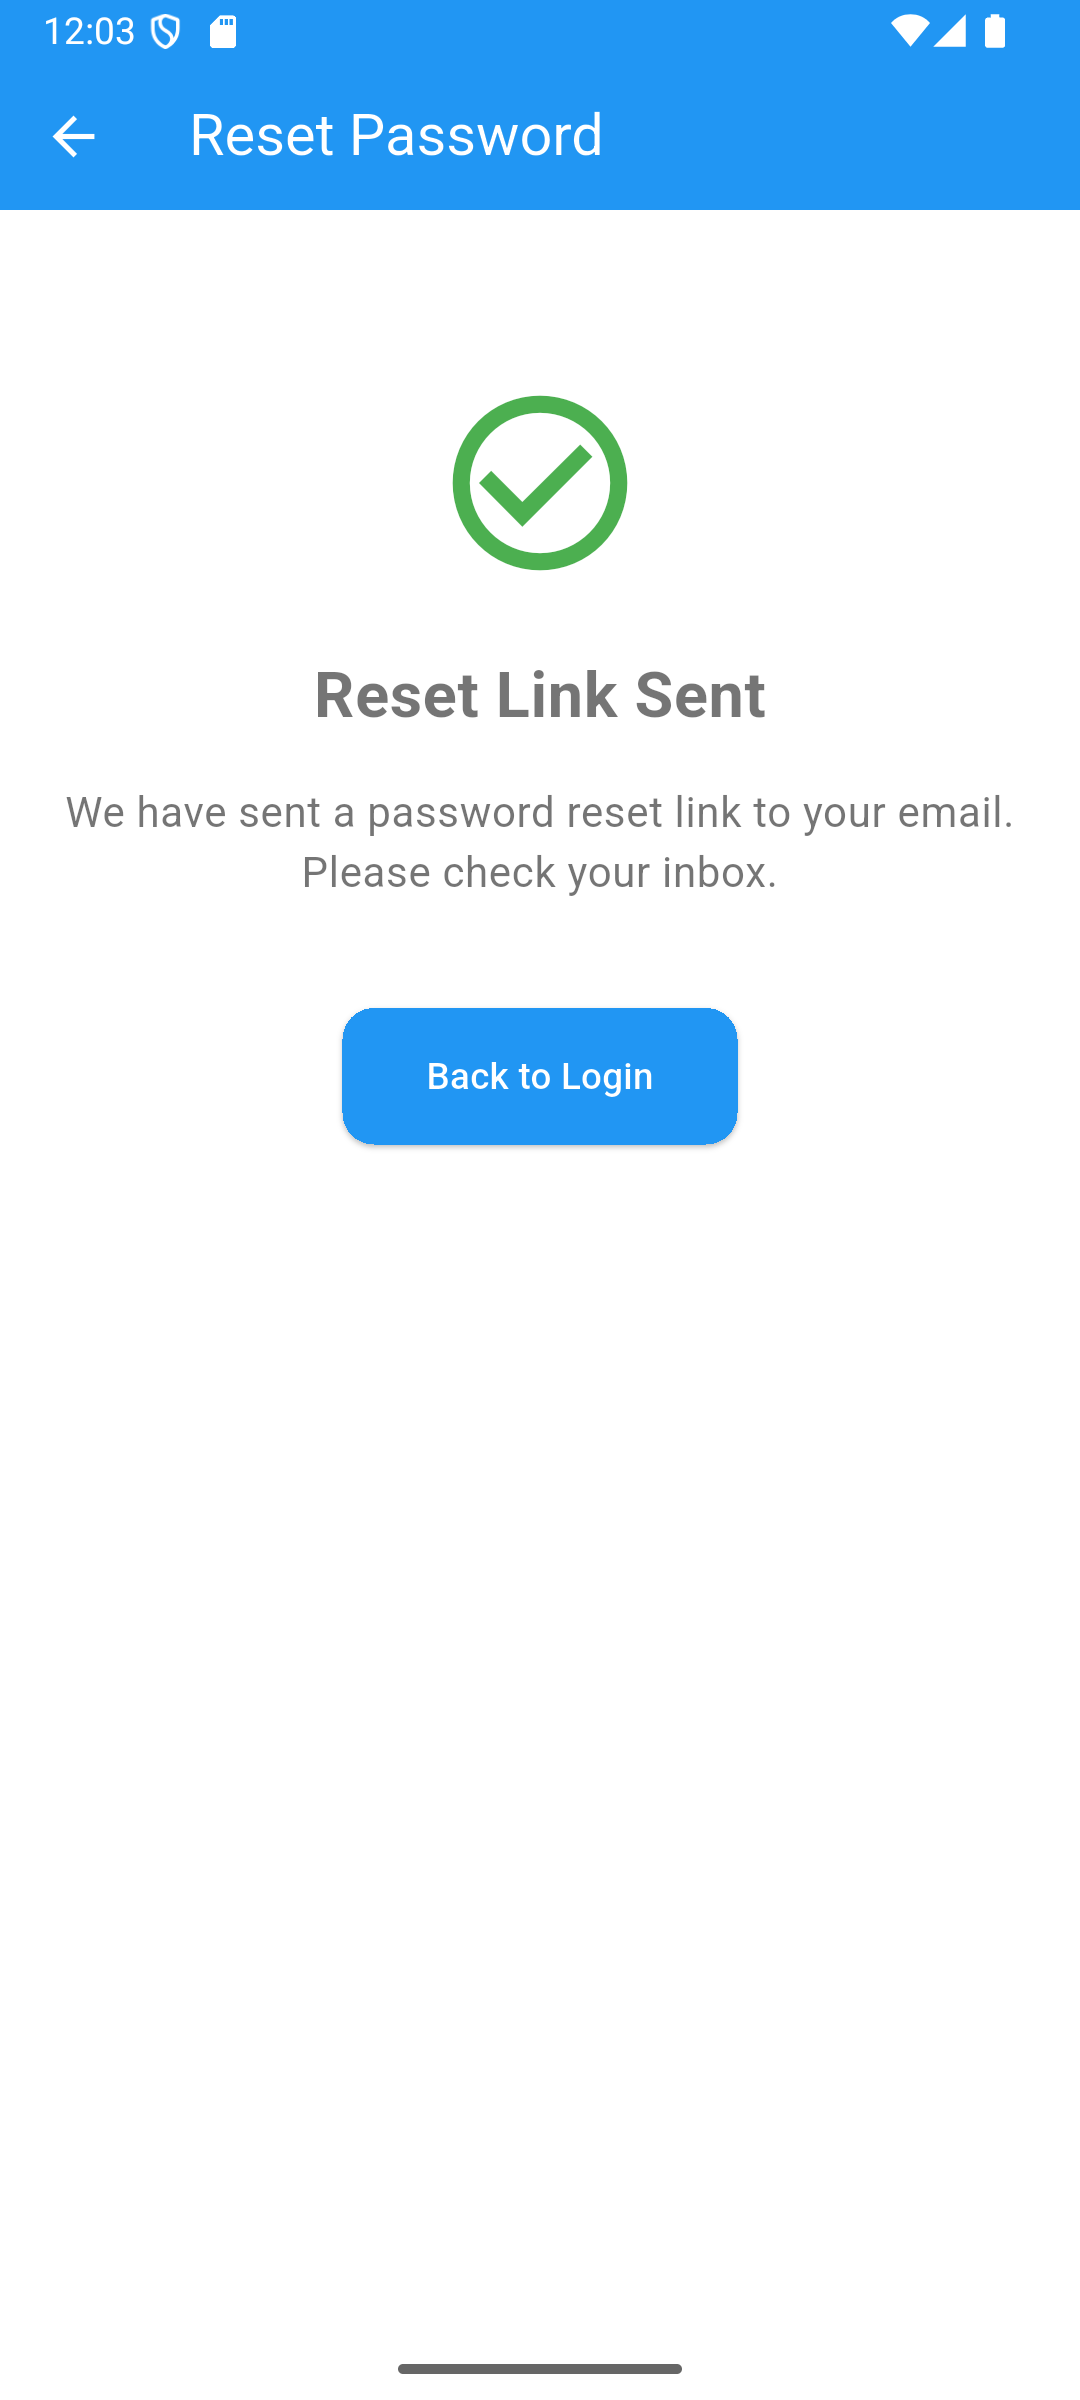 12:03
Reset Password
Reset Link Sent
We have sent a password reset link to your email.
Please check your inbox.
Back to Login